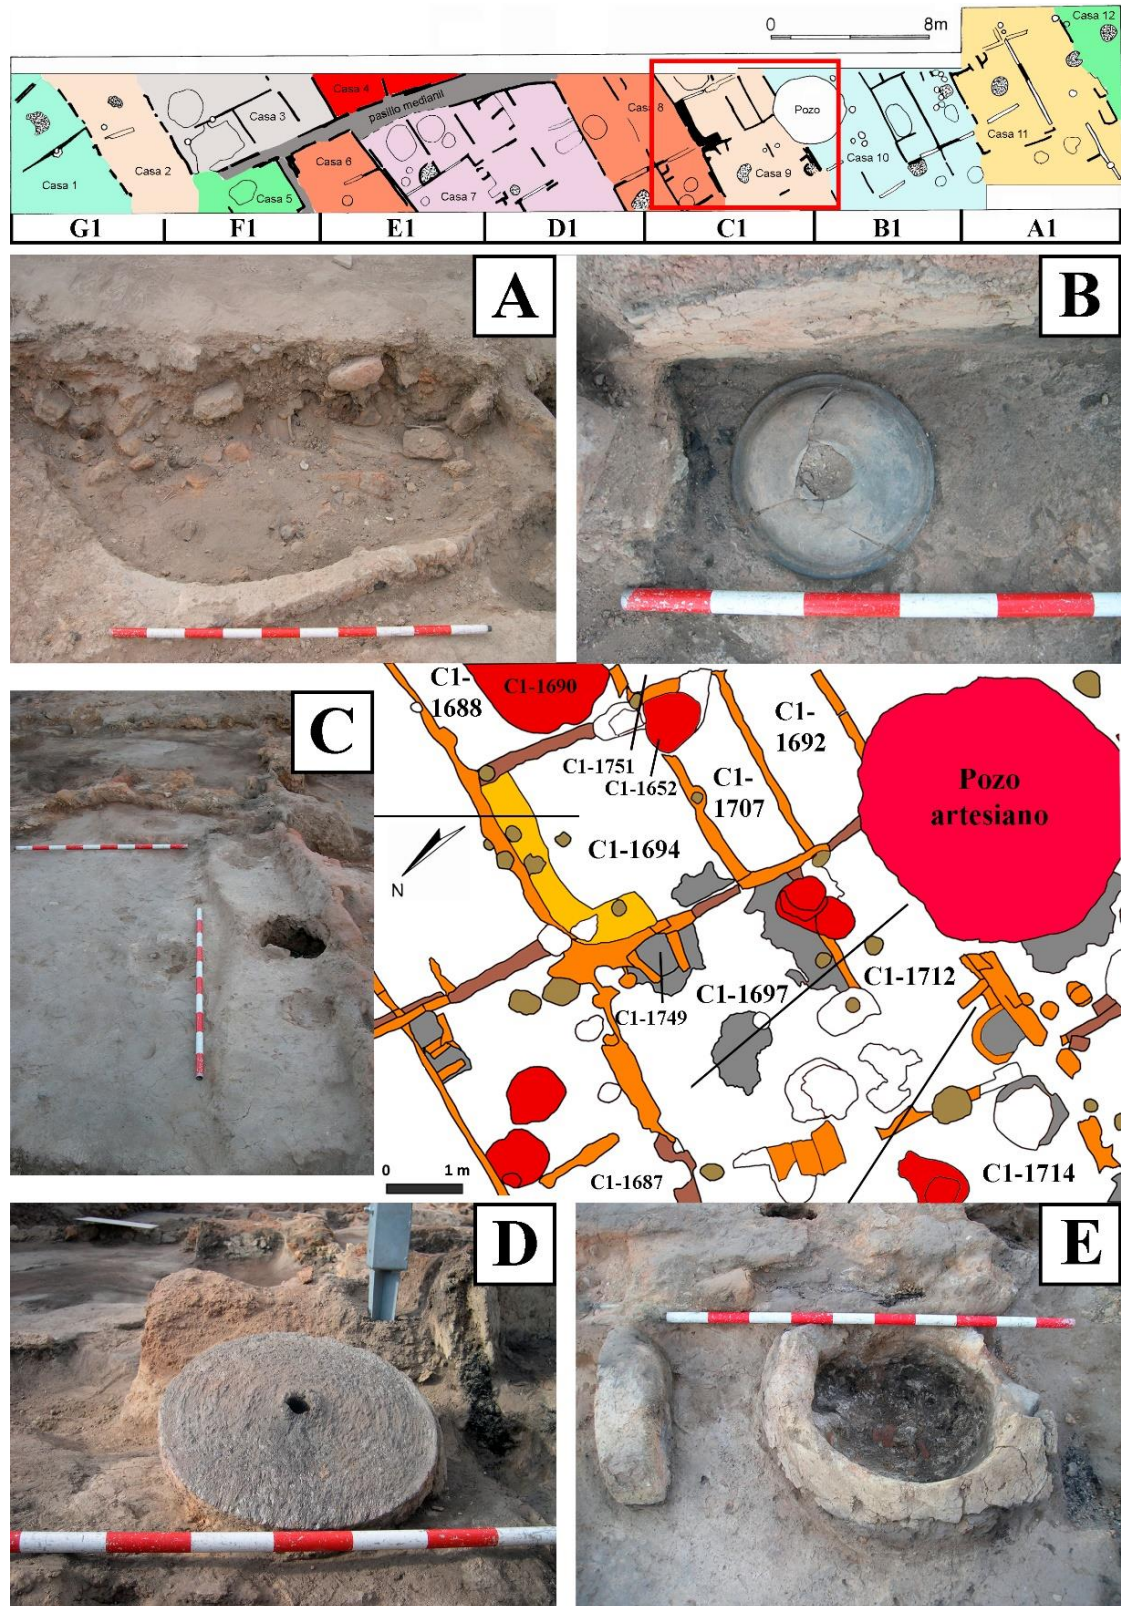 0
8m
Casa 12
Casa 4
pasillo medianil
Casa 3
Casa 8
Pozo
Casa 11
Casa 6
Casa 10
Casa 1
Casa 2
Casa 5
Casa 7
Casa 9
G1
F1
E1
D1
C1
B1
A1
A
B
C
C1-
1688
C1-1690
C1-1751
C1-1652
C1-
1692
C1-
1707
Pozo
artesiano
C1-1694
N
C1-1697
C1-1712
C1-1749
0
1 m
C1-1687
C1-1714
D
E